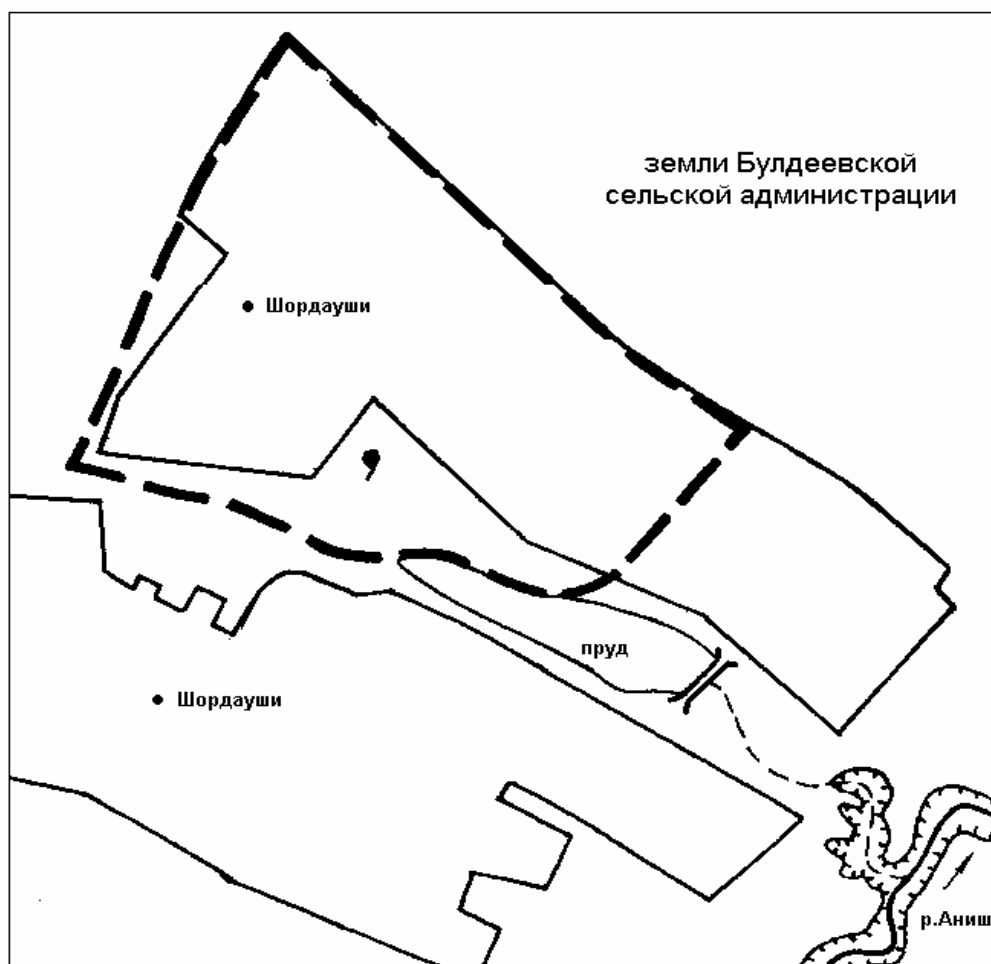 земли Булдеевской
сельской администрации
Шордауши
пруд
Шордауши
р.Аниш